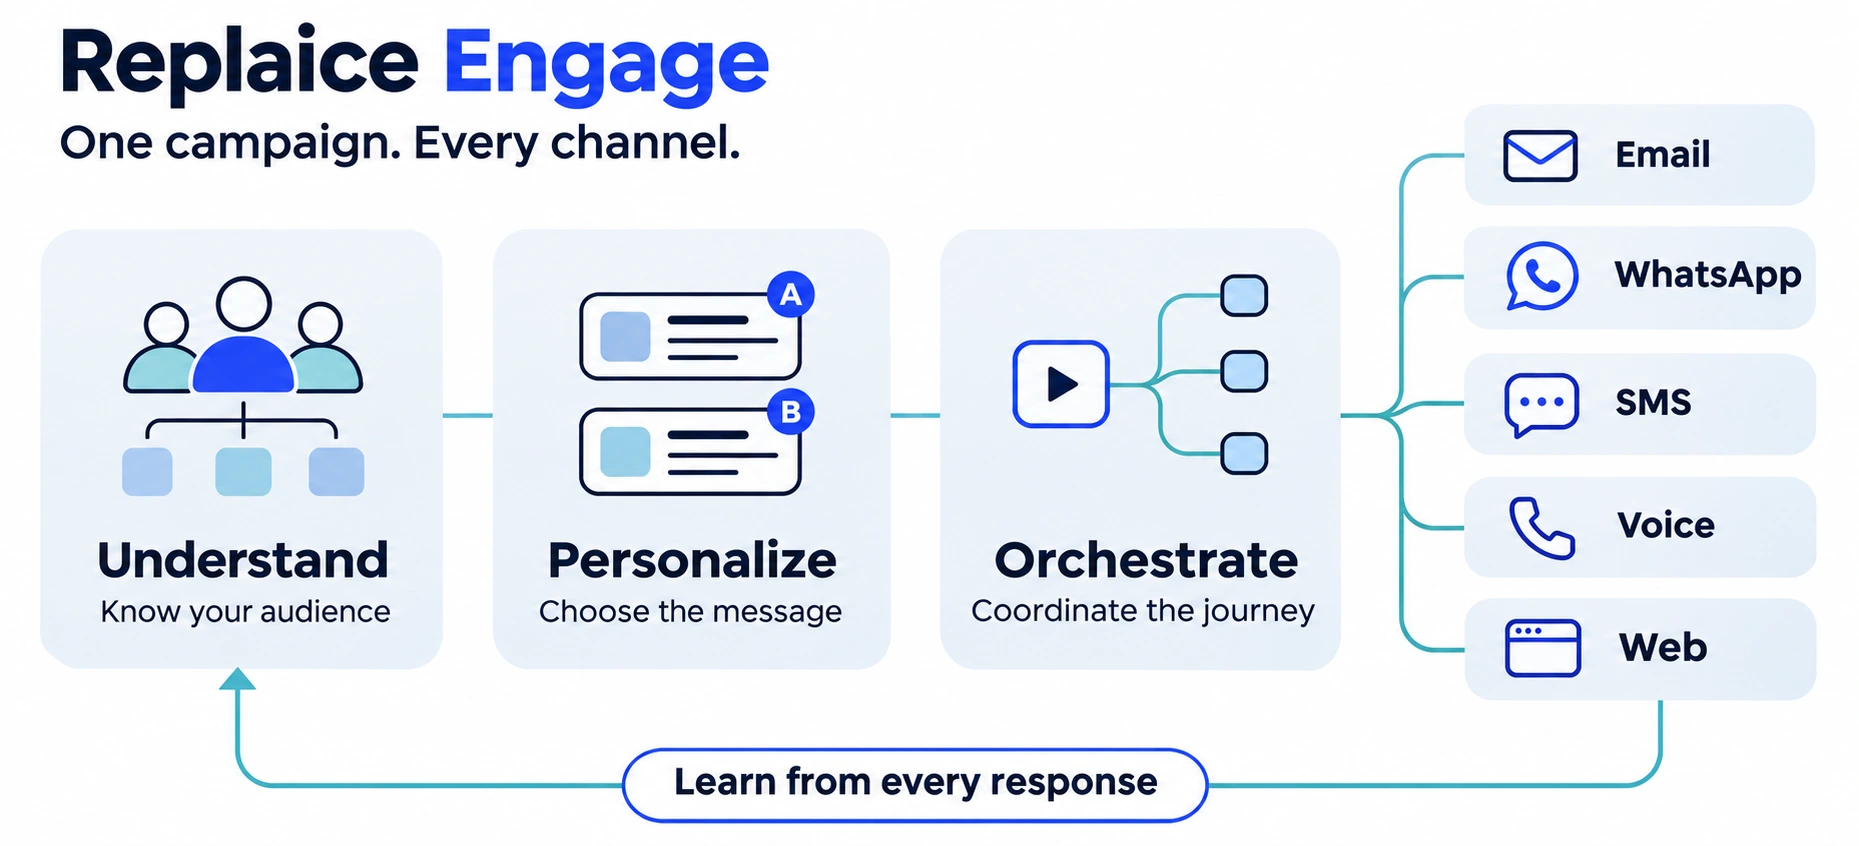 Replaice Engage
One campaign. Every channel.
A
B
Understand
Know your audience
Personalize
Choose the message
Orchestrate
Coordinate the journey
Email
WhatsApp
SMS
Voice
Web
Learn from every response